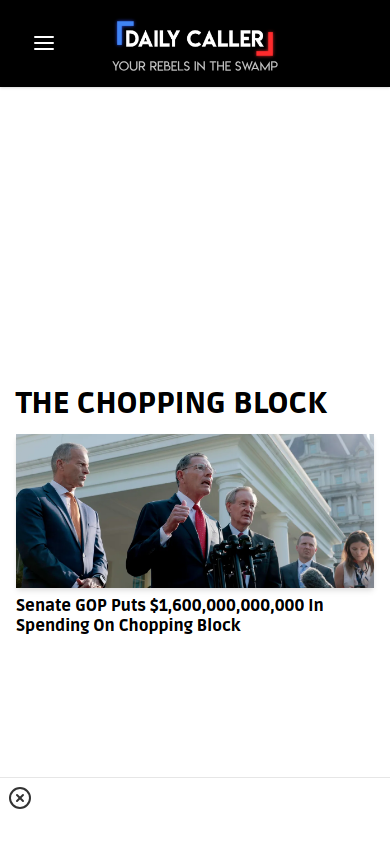 DAILY CALLER
YOUR REBELS IN THE SWAMP
THE CHOPPING BLOCK
Senate GOP Puts $1,600,000,000,000 In
Spending On Chopping Block